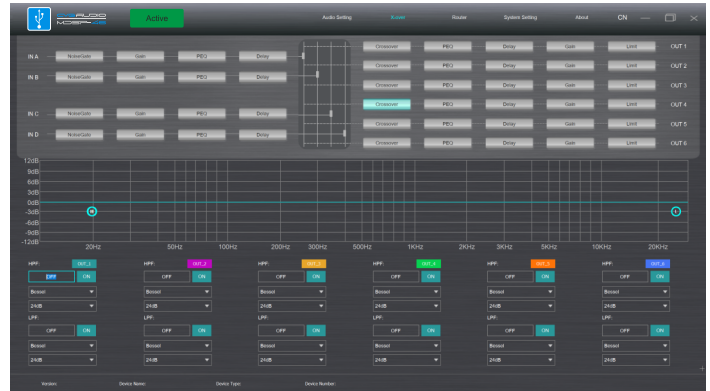 Active Audio Setting X-over Router System Setting About CN
IN A NoiseGate Gain PEQ Delay
IN B NoiseGate Gain PEQ Delay
IN C NoiseGate Gain PEQ Delay
IN D NoiseGate Gain PEQ Delay
Crossover PEQ Delay Gain Limit OUT 1
Crossover PEQ Delay Gain Limit OUT 2
Crossover PEQ Delay Gain Limit OUT 3
Crossover PEQ Delay Gain Limit OUT 4
Crossover PEQ Delay Gain Limit OUT 5
Crossover PEQ Delay Gain Limit OUT 6
12dB
9dB
6dB
3dB
0dB
-3dB
-6dB
-9dB
-12dB
H L
20Hz 50Hz 100Hz 200Hz 300Hz 500Hz 1KHz 2KHz 3KHz 5KHz 10KHz 20KHz
HPF: OUT_1 HPF: OUT_2 HPF: HPF: HPF: HPF: OUT_6
OFF ON OFF ON OFF ON OFF ON OFF ON OFF ON
Bessel Bessel Bessel Bessel Bessel Bessel
24dB 24dB 24dB 24dB 24dB 24dB
LPF: LPF: LPF: LPF: LPF: LPF:
OFF ON OFF ON OFF ON OFF ON OFF ON OFF ON
Bessel Bessel Bessel Bessel Bessel Bessel
24dB 24dB 24dB 24dB 24dB 24dB
Version: Device Name: Device Type: Device Number: